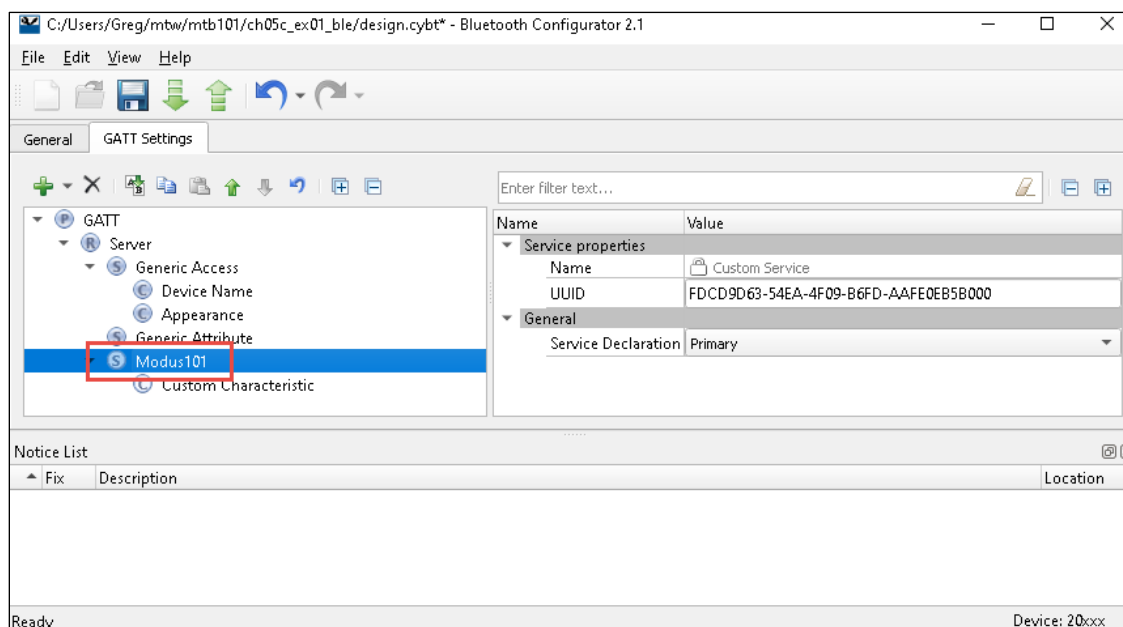 C:/Users/Greg/mtw/mtb101/ch05c_ex01_ble/design.cybt* - Bluetooth Configurator 2.1
File Edit View Help
General GATT Settings
Enter filter text...
P GATT
R Server
S Generic Access
C Device Name
C Appearance
S Generic Attribute
S Modus101
C Custom Characteristic
Name Value
Service properties
Name Custom Service
UUID FDCD9D63-54EA-4F09-B6FD-AAFE0EB5B000
General
Service Declaration Primary
Notice List
Fix Description Location
Ready Device: 20xxx